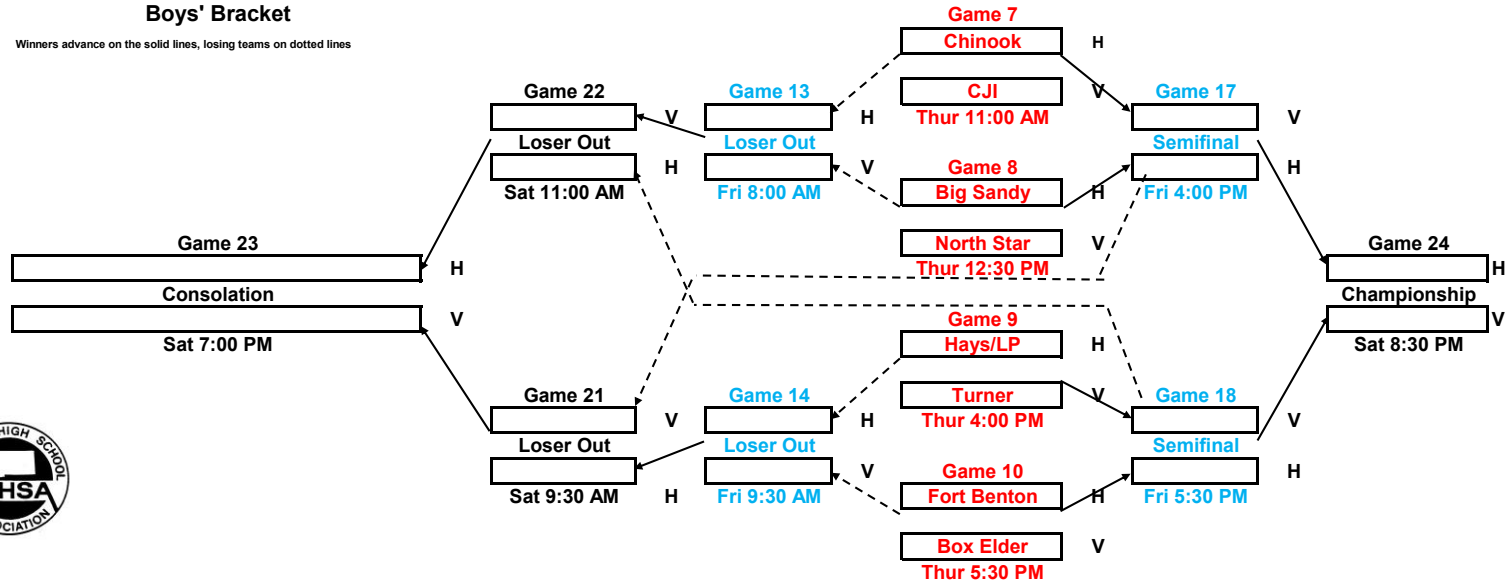 Boys' Bracket
Winners advance on the solid lines, losing teams on dotted lines
Game 7
Chinook H
CJI V
Thur 11:00 AM
Game 8
Big Sandy H
North Star V
Thur 12:30 PM
Game 9
Hays/LP H
Turner V
Thur 4:00 PM
Game 10
Fort Benton H
Box Elder V
Thur 5:30 PM
Game 13
H
Loser Out
V
Fri 8:00 AM
Game 14
H
Loser Out
V
Fri 9:30 AM
Game 17
V
Semifinal
H
Fri 4:00 PM
Game 18
V
Semifinal
H
Fri 5:30 PM
Game 22
V
Loser Out
H
Sat 11:00 AM
Game 21
V
Loser Out
Sat 9:30 AM H
Game 23
H
Consolation
V
Sat 7:00 PM
Game 24
H
Championship
V
Sat 8:30 PM
HIGH SCHOOL
HSA